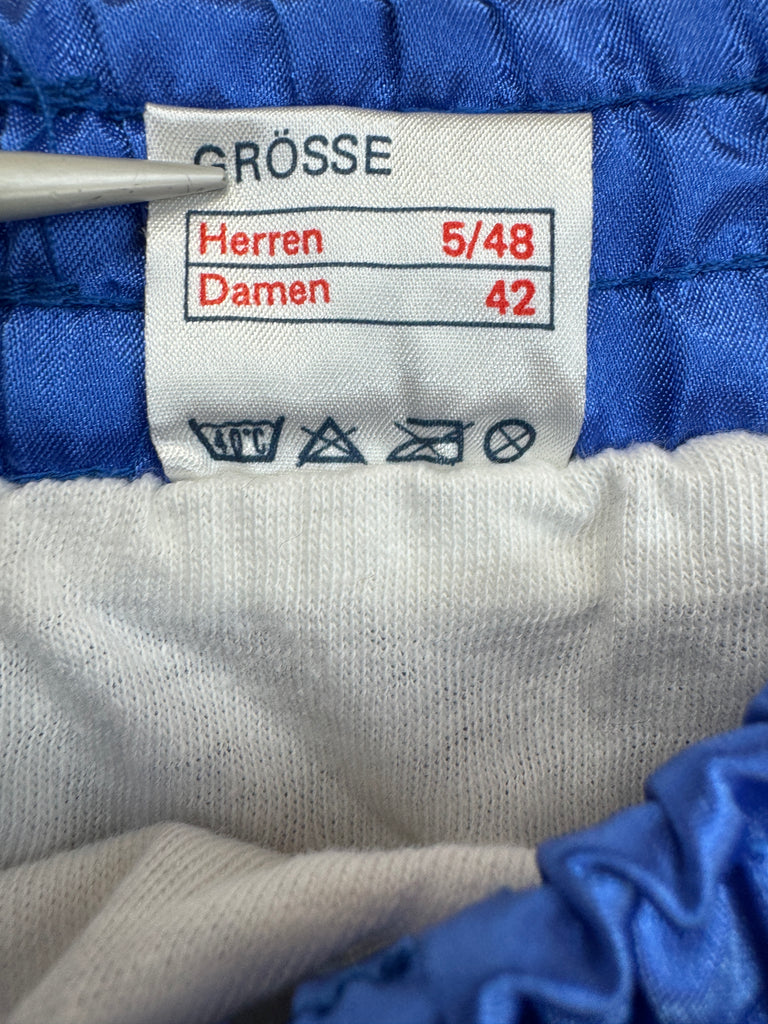 GRÖSSE
Herren 5/48
Damen 42
40°C